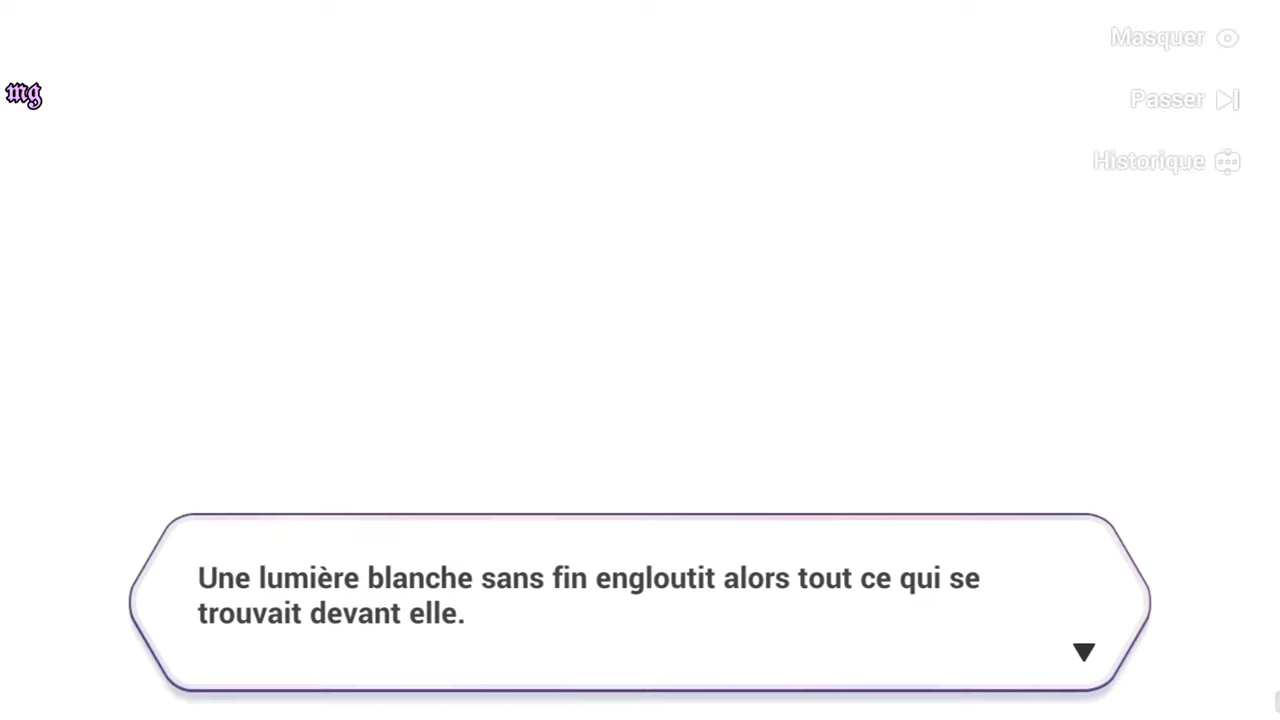 Masquer
mg
Passer
Historique
Une lumière blanche sans fin engloutit alors tout ce qui se
trouvait devant elle.